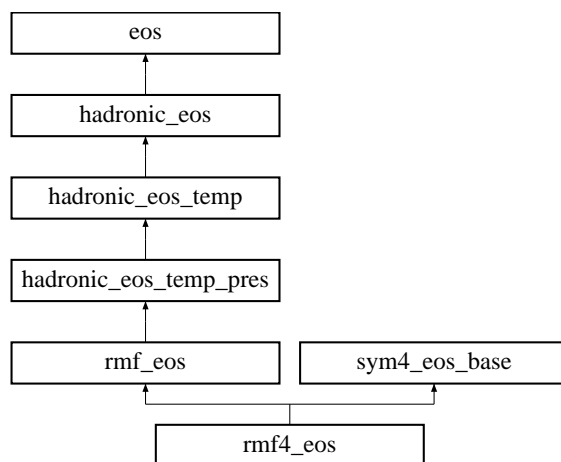 eos
hadronic_eos
hadronic_eos_temp
hadronic_eos_temp_pres
rmf_eos
sym4_eos_base
rmf4_eos